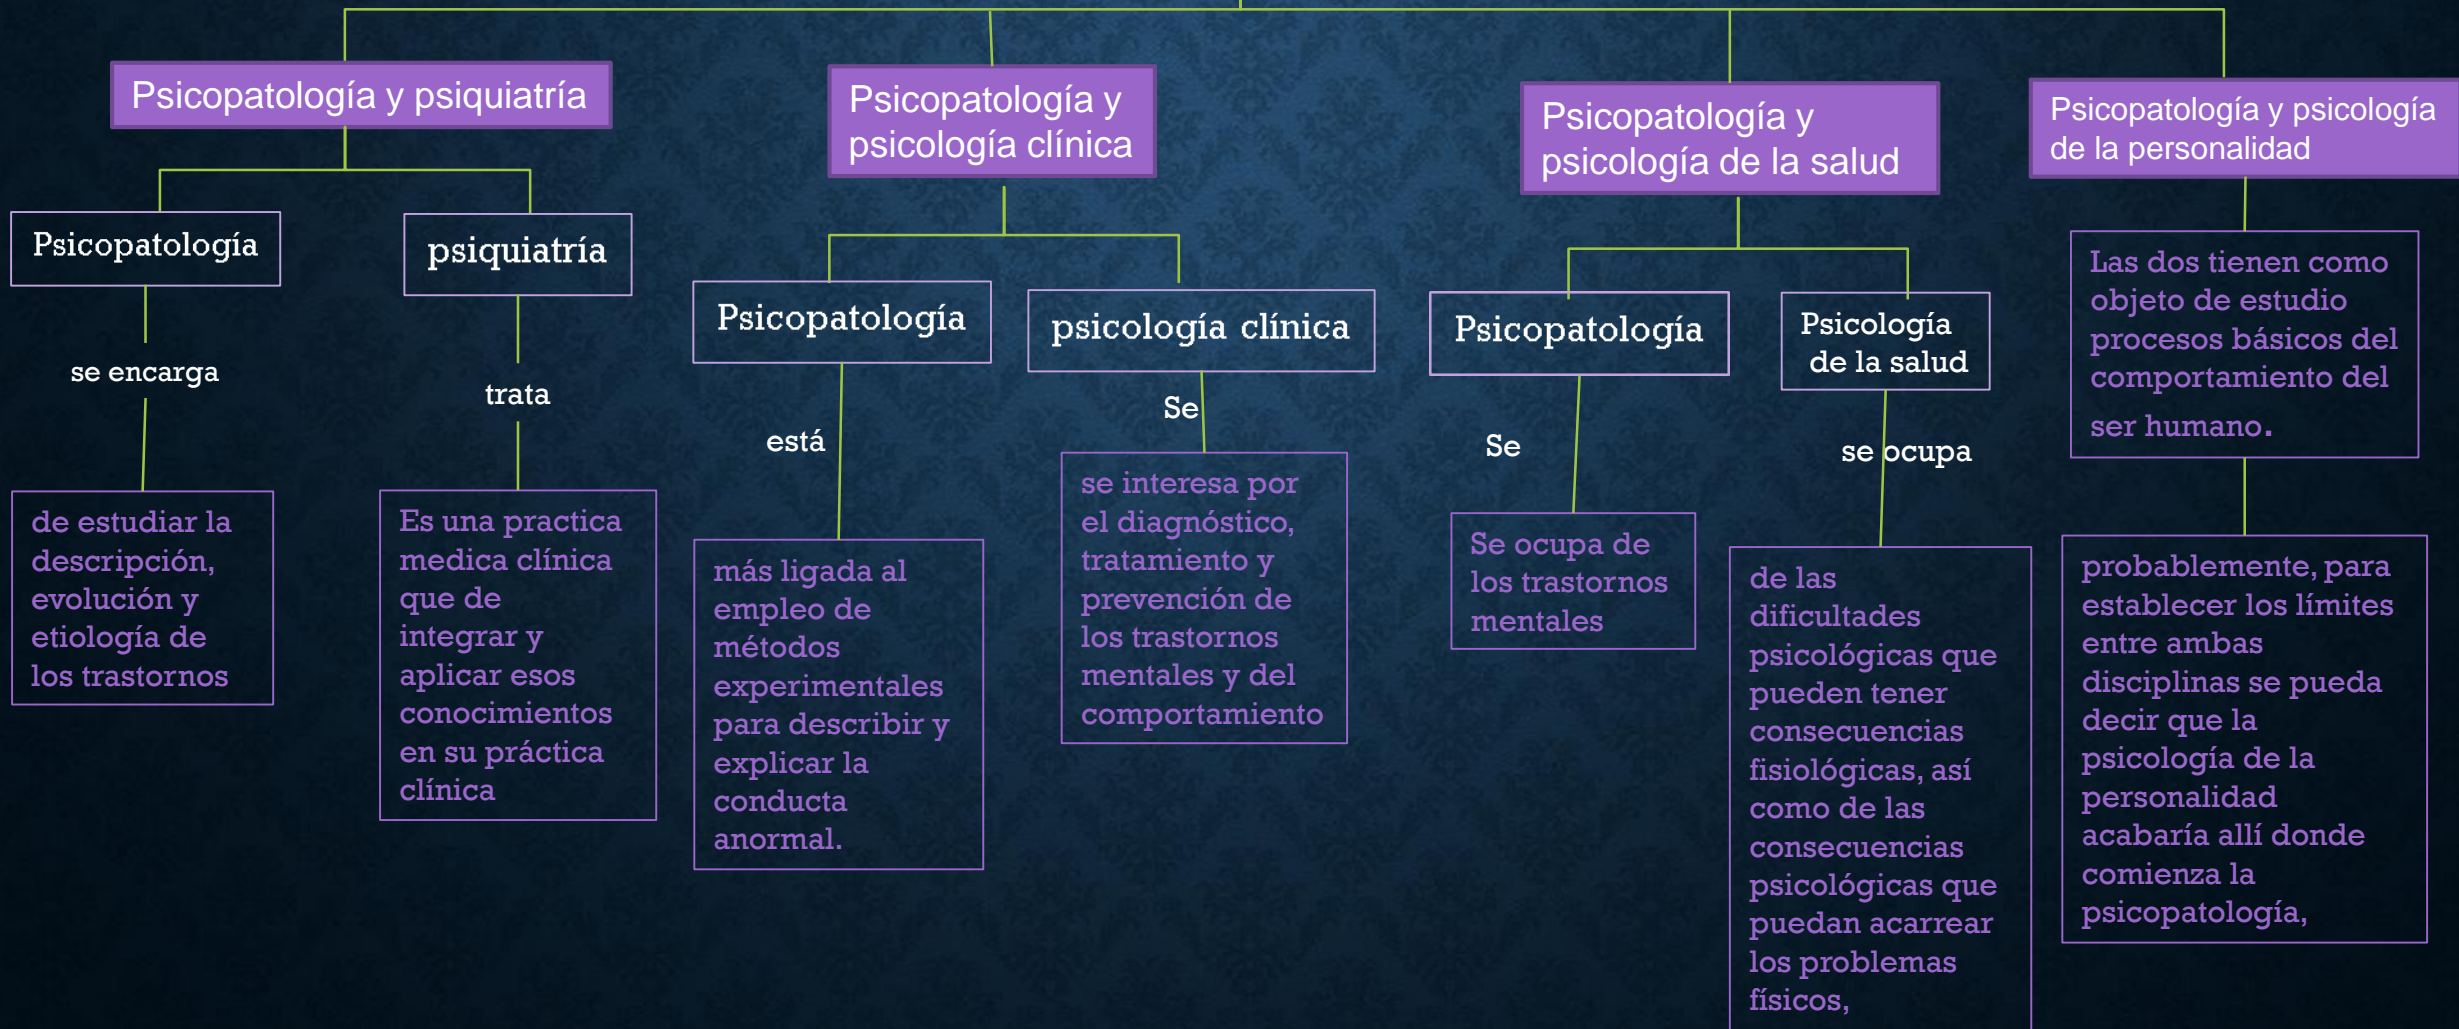 Psicopatología y psiquiatría
Psicopatología
se encarga
de estudiar la
descripción,
evolución y
etiología de
los trastornos
psiquiatría
trata
Es una practica
medica clínica
que de
integrar y
aplicar esos
conocimientos
en su práctica
clínica
Psicopatología y
psicología clínica
Psicopatología
está
más ligada al
empleo de
métodos
experimentales
para describir y
explicar la
conducta
anormal.
psicología clínica
Se
se interesa por
el diagnóstico,
tratamiento y
prevención de
los trastornos
mentales y del
comportamiento
Psicopatología y
psicología de la salud
Psicopatología
Se
Se ocupa de
los trastornos
mentales
Psicología
de la salud
se ocupa
de las
dificultades
psicológicas que
pueden tener
consecuencias
fisiológicas, así
como de las
consecuencias
psicológicas que
puedan acarrear
los problemas
físicos,
Psicopatología y psicología
de la personalidad
Las dos tienen como
objeto de estudio
procesos básicos del
comportamiento del
ser humano.
probablemente, para
establecer los límites
entre ambas
disciplinas se pueda
decir que la
psicología de la
personalidad
acabaría allí donde
comienza la
psicopatología,